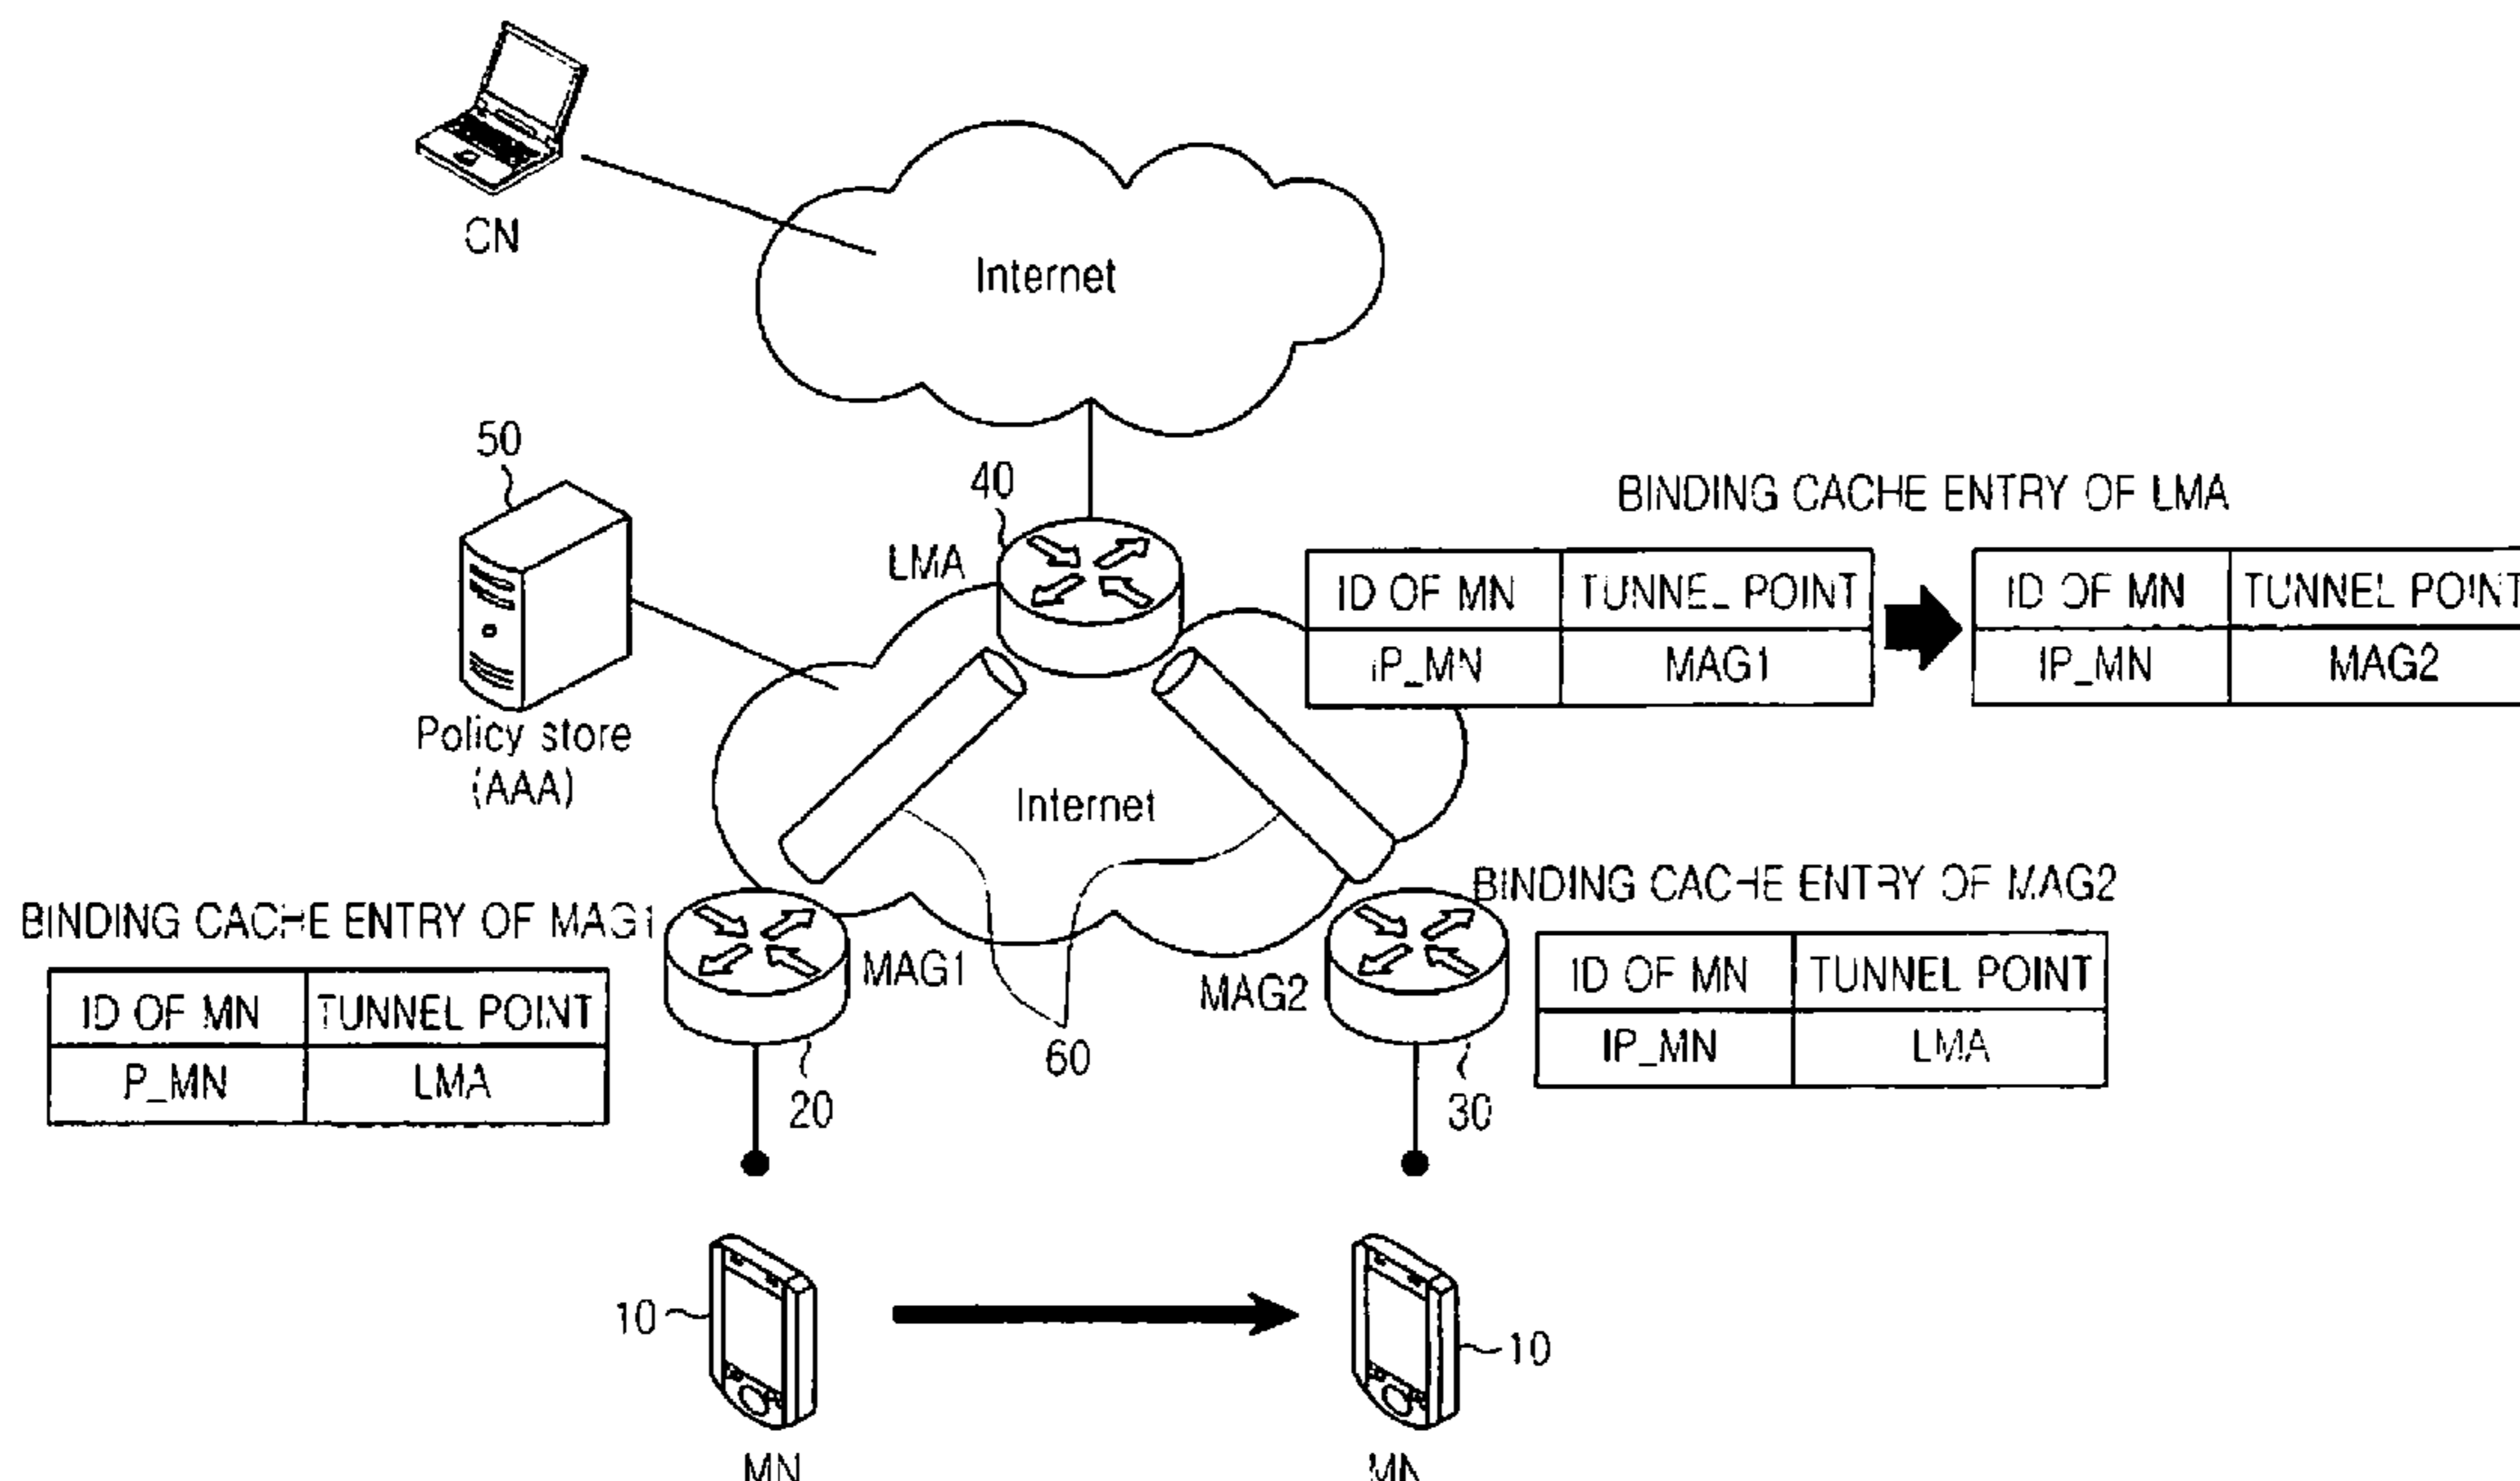 CN
Internet
50
40
BINDING CACHE ENTRY OF LMA
LMA
ID OF MN TUNNEL POINT
IP_MN MAG1
ID OF MN TUNNEL POINT
IP_MN MAG2
Policy store
(AAA)
Internet
BINDING CACHE ENTRY OF MAG1
MAG1
ID OF MN TUNNEL POINT
P_MN LMA
20
60
BINDING CACHE ENTRY OF MAG2
MAG2
ID OF MN TUNNEL POINT
IP_MN LMA
30
10
10
MN
MN